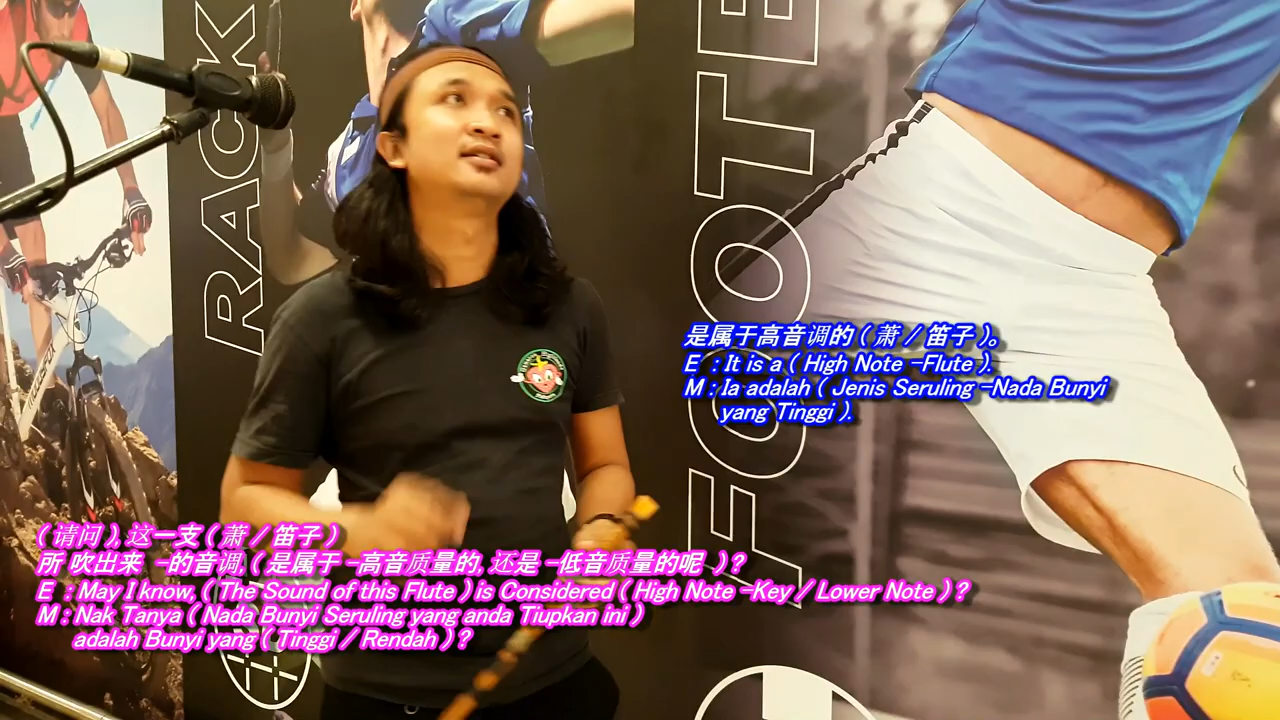 RACK
FOOTB
是属于高音调的 ( 萧 / 笛子 )。
E : It is a ( High Note -Flute ).
M : Ia adalah ( Jenis Seruling -Nada Bunyi
yang Tinggi ).
( 请问 ), 这一支 ( 萧 / 笛子 )
所 吹出来 -的音调, ( 是属于 -高音质量的, 还是 -低音质量的呢 ) ?
E : May I know, ( The Sound of this Flute ) is Considered ( High Note -Key / Lower Note ) ?
M : Nak Tanya ( Nada Bunyi Seruling yang anda Tiupkan ini )
adalah Bunyi yang ( Tinggi / Rendah ) ?